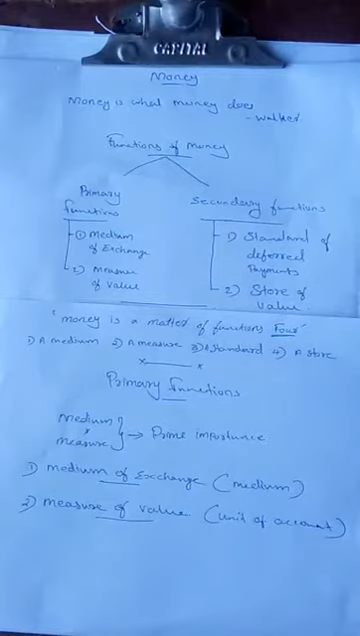 CAPITAL
Money
Money is what money does
- Walker.
Functions of money
Primary functions
1) Medium of Exchange
2) Measure of value
Secondary functions
1) Standard of deferred Payments
2) Store of value.
"money is a matter of functions Four"
1) A medium 2) A measure 3) A standard 4) A store
x x
Primary Functions
Medium
x
measure
→ Prime importance
1) medium of Exchange (medium)
2) measure of value (unit of account)